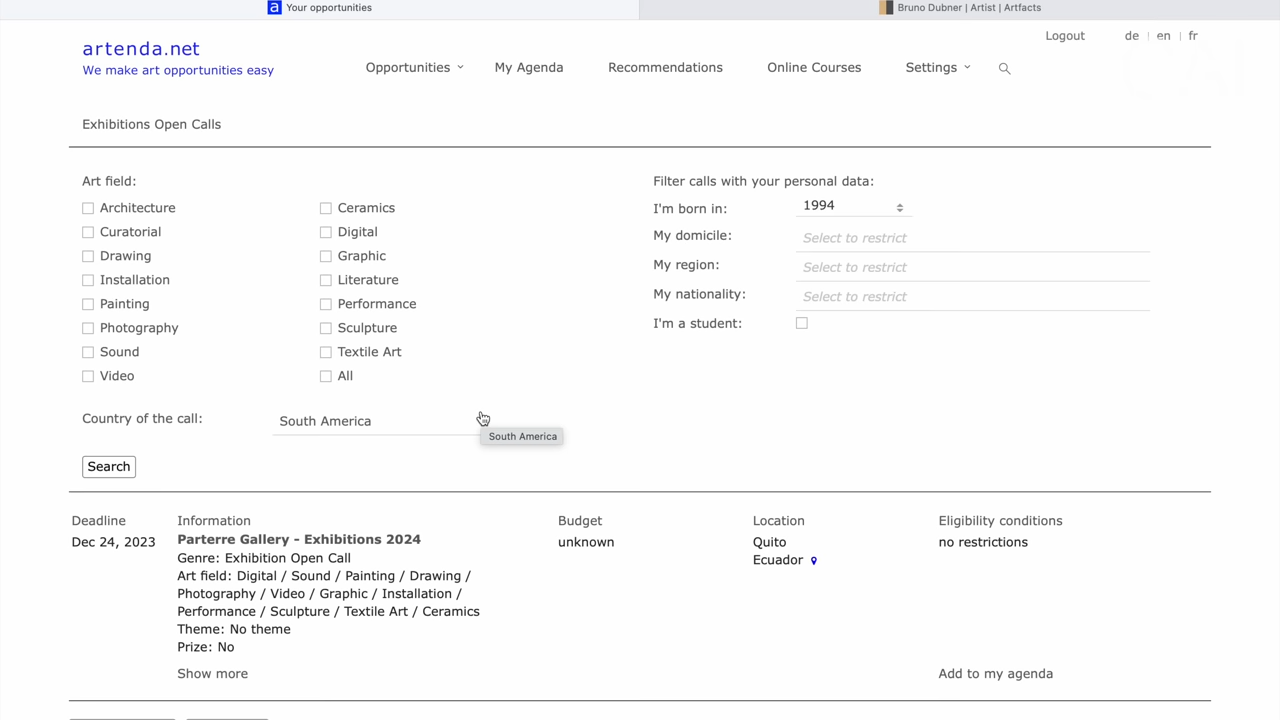 Your opportunities
Bruno Dubner | Artist | Artfacts
Logout de | en | fr
artenda.net
We make art opportunities easy
Opportunities My Agenda Recommendations Online Courses Settings
Exhibitions Open Calls
Art field:
Architecture Ceramics
Curatorial Digital
Drawing Graphic
Installation Literature
Painting Performance
Photography Sculpture
Sound Textile Art
Video All
Filter calls with your personal data:
I'm born in: 1994
My domicile: Select to restrict
My region: Select to restrict
My nationality: Select to restrict
I'm a student:
Country of the call: South America
South America
Search
Deadline Information Budget Location Eligibility conditions
Dec 24, 2023 Parterre Gallery - Exhibitions 2024 unknown Quito no restrictions
Genre: Exhibition Open Call Ecuador
Art field: Digital / Sound / Painting / Drawing /
Photography / Video / Graphic / Installation /
Performance / Sculpture / Textile Art / Ceramics
Theme: No theme
Prize: No
Show more Add to my agenda